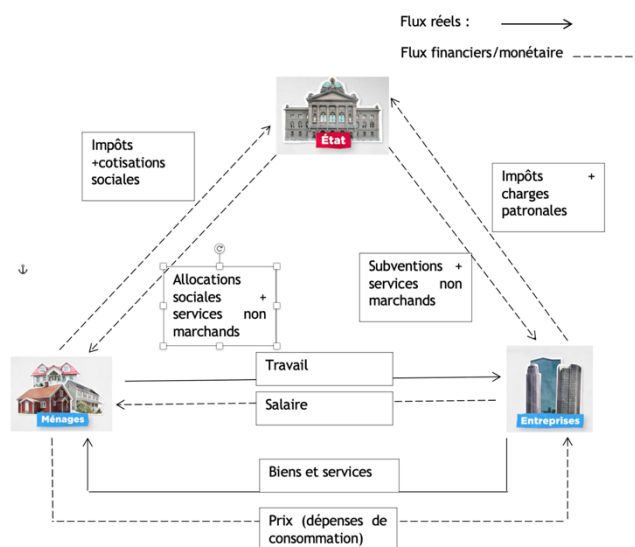 Flux réels :
Flux financiers/monétaire
État
Impôts
+cotisations
sociales
Impôts +
charges
patronales
Allocations
sociales +
services non
marchands
Subventions +
services non
marchands
Travail
Salaire
Ménages
Entreprises
Biens et services
Prix (dépenses de
consommation)